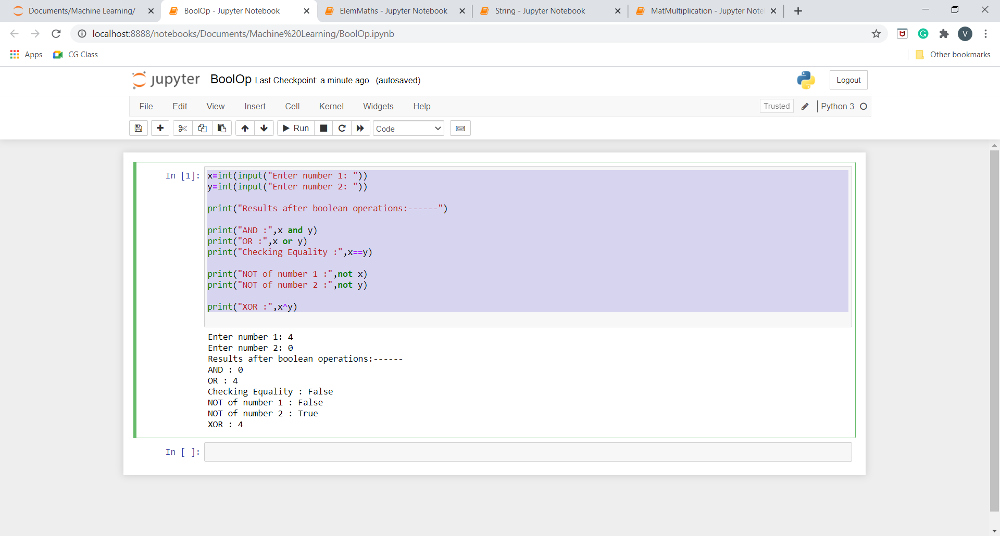 Documents/Machine Learning/
BoolOp - Jupyter Notebook
ElemMaths - Jupyter Notebook
String - Jupyter Notebook
MatMultiplication - Jupyter Note
localhost:8888/notebooks/Documents/Machine%20Learning/BoolOp.ipynb
V
Apps
CG Class
Other bookmarks
jupyter BoolOp Last Checkpoint: a minute ago (autosaved)
Logout
File Edit View Insert Cell Kernel Widgets Help
Trusted
Python 3
Run
Code
In [1]:
x=int(input("Enter number 1: "))
y=int(input("Enter number 2: "))
print("Results after boolean operations:------")
print("AND :",x and y)
print("OR :",x or y)
print("Checking Equality :",x==y)
print("NOT of number 1 :",not x)
print("NOT of number 2 :",not y)
print("XOR :",x^y)
Enter number 1: 4
Enter number 2: 0
Results after boolean operations:------
AND : 0
OR : 4
Checking Equality : False
NOT of number 1 : False
NOT of number 2 : True
XOR : 4
In [ ]: